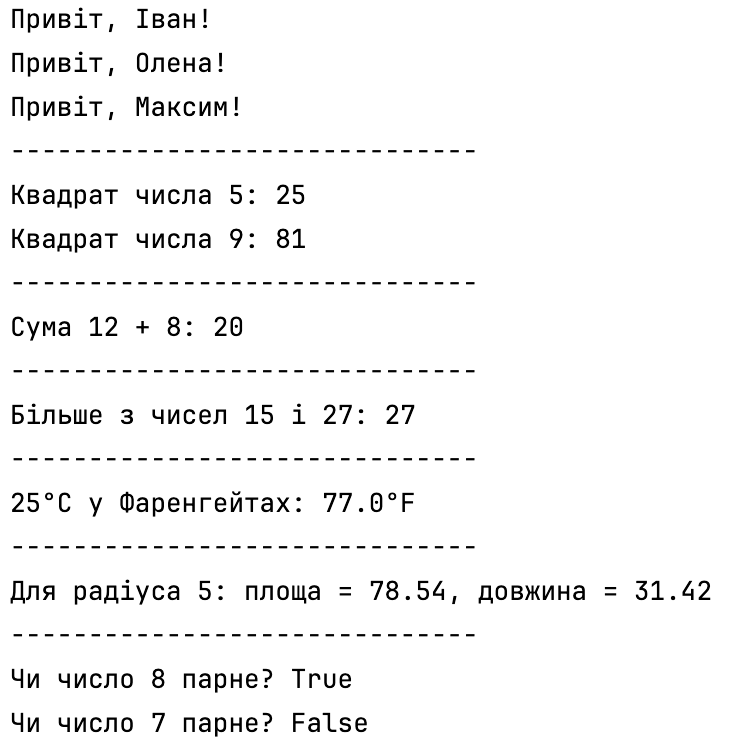 Привіт, Іван!
Привіт, Олена!
Привіт, Максим!
------------------------------
Квадрат числа 5: 25
Квадрат числа 9: 81
------------------------------
Сума 12 + 8: 20
------------------------------
Більше з чисел 15 і 27: 27
------------------------------
25°C у Фаренгейтах: 77.0°F
------------------------------
Для радіуса 5: площа = 78.54, довжина = 31.42
------------------------------
Чи число 8 парне? True
Чи число 7 парне? False